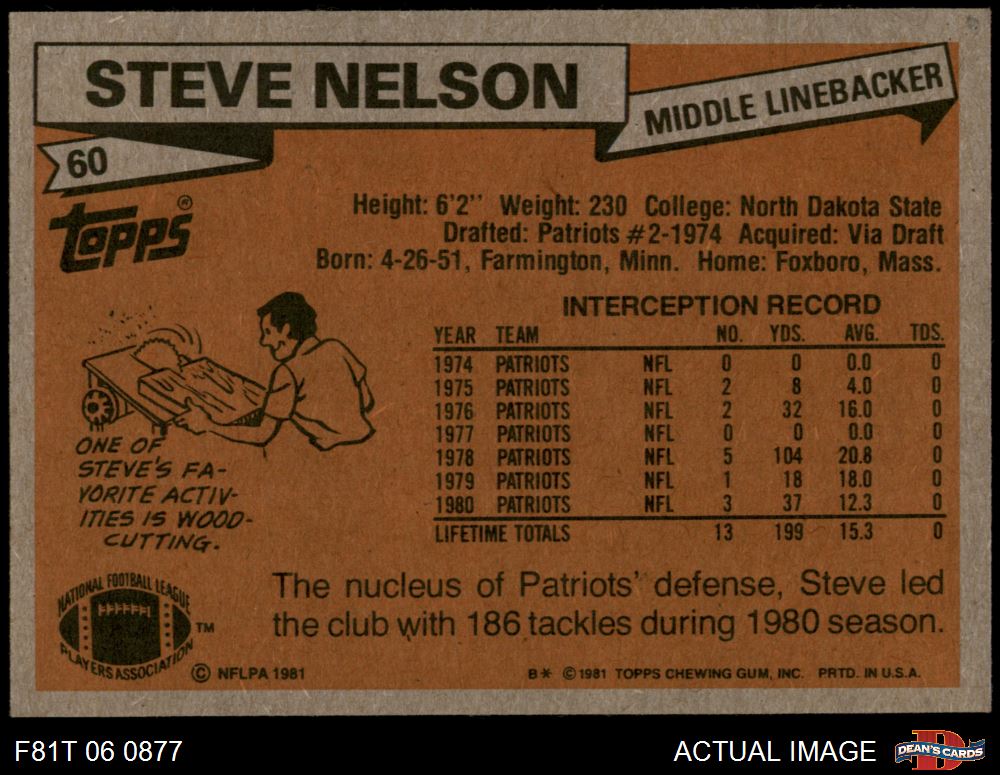 STEVE NELSON
MIDDLE LINEBACKER
60
Topps®
Height: 6'2'' Weight: 230 College: North Dakota State
Drafted: Patriots #2-1974 Acquired: Via Draft
Born: 4-26-51, Farmington, Minn. Home: Foxboro, Mass.
INTERCEPTION RECORD
YEAR TEAM NO. YDS. AVG. TDS.
1974 PATRIOTS NFL 0 0 0.0 0
1975 PATRIOTS NFL 2 8 4.0 0
1976 PATRIOTS NFL 2 32 16.0 0
1977 PATRIOTS NFL 0 0 0.0 0
1978 PATRIOTS NFL 5 104 20.8 0
1979 PATRIOTS NFL 1 18 18.0 0
1980 PATRIOTS NFL 3 37 12.3 0
LIFETIME TOTALS 13 199 15.3 0
ONE OF
STEVE'S FA-
VORITE ACTIV-
ITIES IS WOOD-
CUTTING.
The nucleus of Patriots' defense, Steve led
the club with 186 tackles during 1980 season.
NATIONAL FOOTBALL LEAGUE
PLAYERS ASSOCIATION
TM
© NFLPA 1981
B* © 1981 TOPPS CHEWING GUM, INC. PRTD. IN U.S.A.
F81T 06 0877
ACTUAL IMAGE
D
DEAN'S CARDS